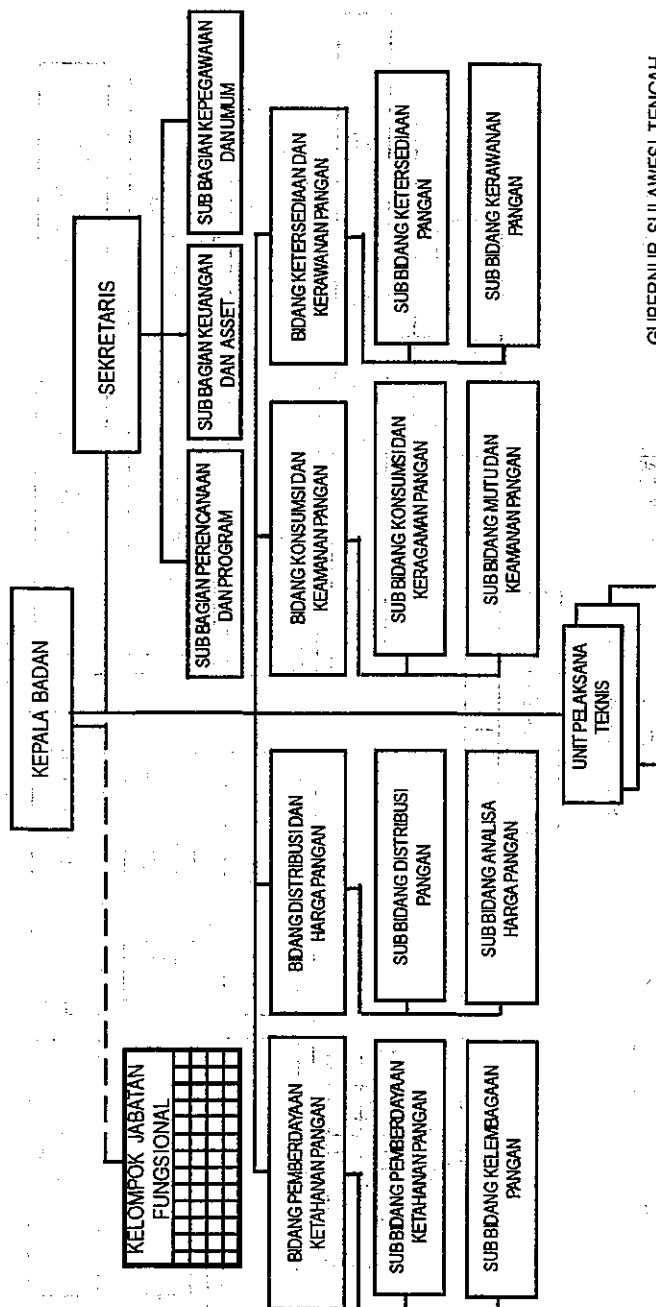 KEPALA BADAN
SEKRETARIS
KELOMPOK JABATAN
FUNGSIONAL
SUB BAGIAN PERENCANAAN
DAN PROGRAM
SUB BAGIAN KEUANGAN
DAN ASSET
SUB BAGIAN KEPEGAWAIAN
DAN UMUM
BIDANG PEMBERDAYAAN
KETAHANAN PANGAN
BIDANG DISTRIBUSI DAN
HARGA PANGAN
BIDANG KONSUMSI DAN
KEAMANAN PANGAN
BIDANG KETERSEDIAAN DAN
KERAWANAN PANGAN
SUB BIDANG PEMBERDAYAAN
KETAHANAN PANGAN
SUB BIDANG DISTRIBUSI
PANGAN
SUB BIDANG KONSUMSI DAN
KERAGAMAN PANGAN
SUB BIDANG KETERSEDIAAN
PANGAN
SUB BIDANG KELEMBAGAAN
PANGAN
SUB BIDANG ANALISA
HARGA PANGAN
SUB BIDANG MUTU DAN
KEAMANAN PANGAN
SUB BIDANG KERAWANAN
PANGAN
UNIT PELAKSANA
TEKNIS
GUBERNUR SULAWESI TENGAH